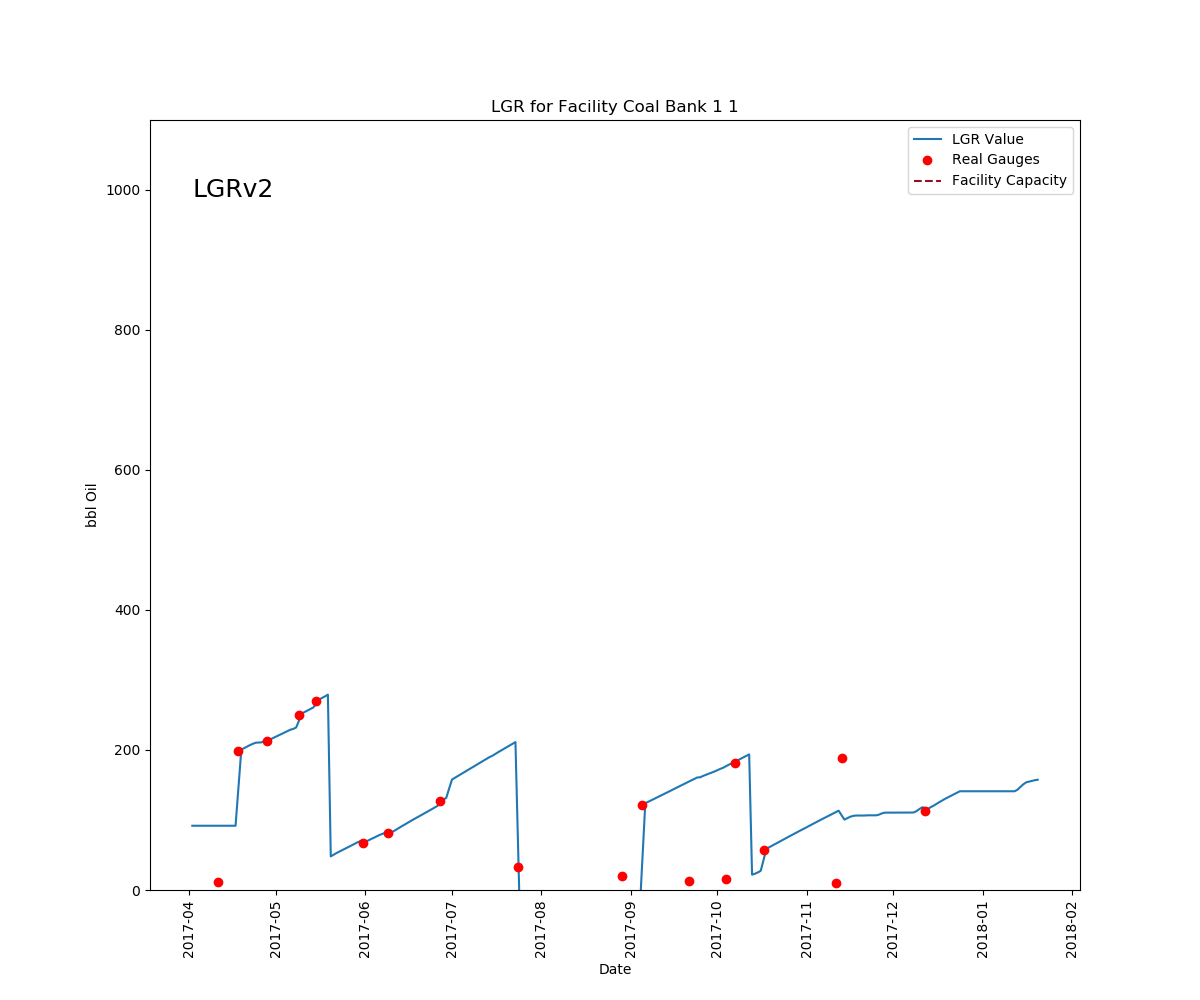 LGR for Facility Coal Bank 1 1
LGRv2
LGR Value
Real Gauges
Facility Capacity
bbl Oil
1000
800
600
400
200
0
2017-04
2017-05
2017-06
2017-07
2017-08
2017-09
2017-10
2017-11
2017-12
2018-01
2018-02
Date